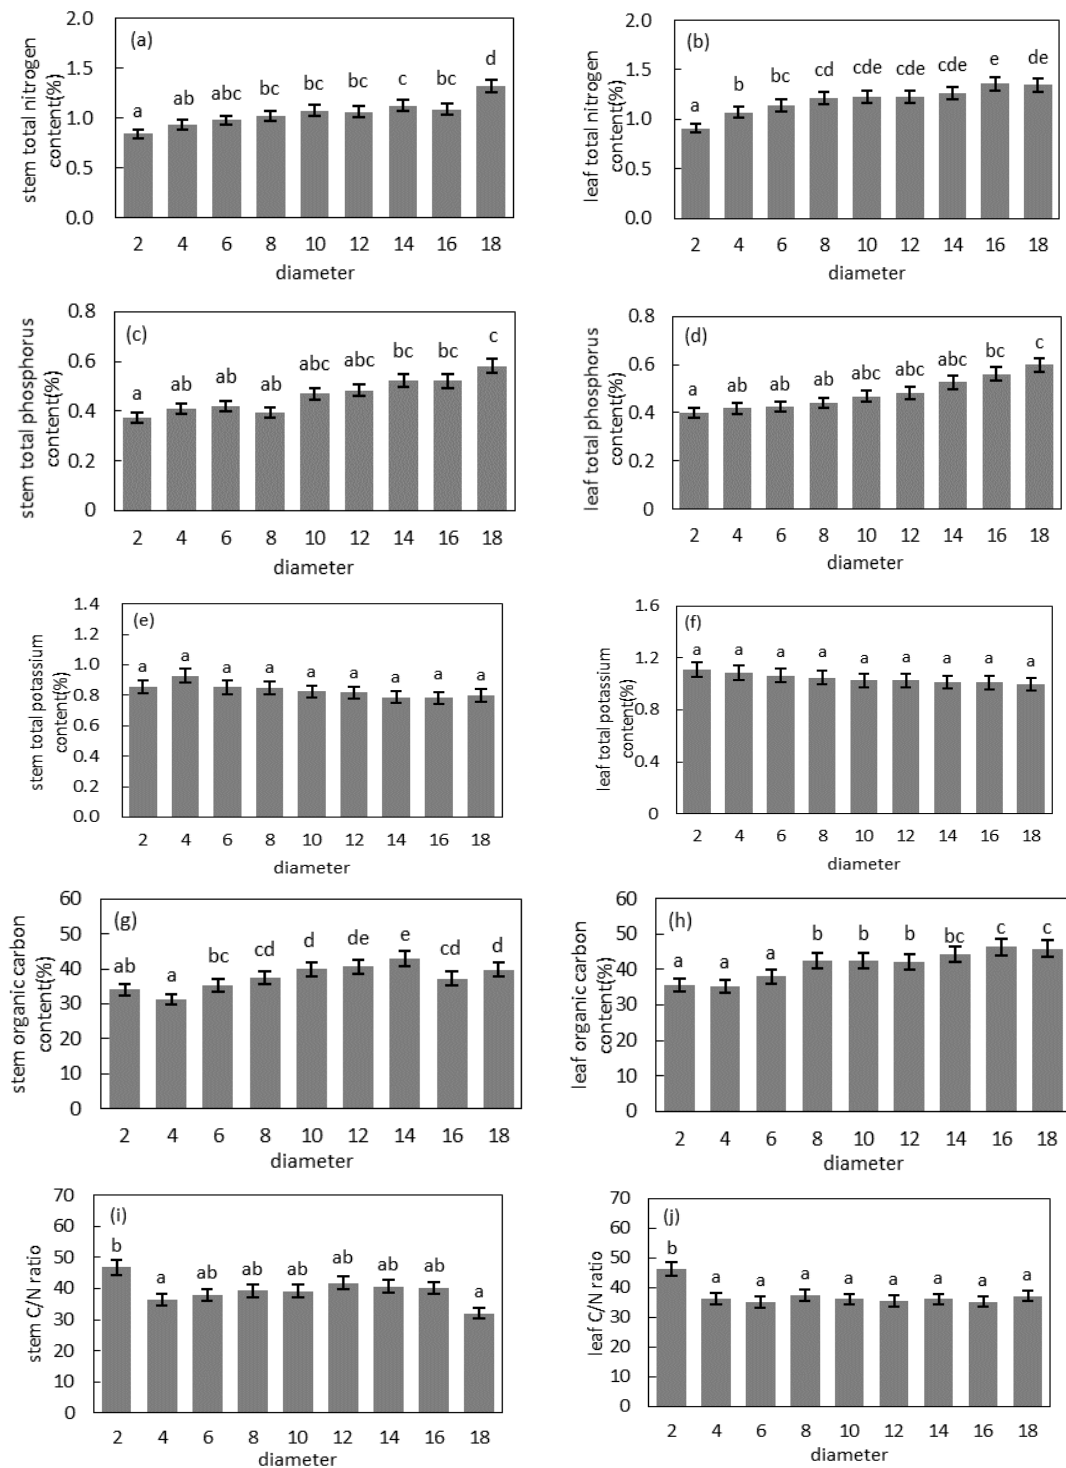 (a)
stem total nitrogen
content(%)
2.0
1.5
1.0
0.5
0.0
a ab abc bc bc bc c bc d
2 4 6 8 10 12 14 16 18
diameter
(b)
leaf total nitrogen
content(%)
2.0
1.5
1.0
0.5
0.0
a b bc cd cde cde cde e de
2 4 6 8 10 12 14 16 18
diameter
(c)
stem total phosphorus
content(%)
0.8
0.6
0.4
0.2
0
a ab ab ab abc abc bc bc c
2 4 6 8 10 12 14 16 18
diameter
(d)
leaf total phosphorus
content(%)
0.8
0.6
0.4
0.2
0
a ab ab ab abc abc abc bc c
2 4 6 8 10 12 14 16 18
diameter
(e)
stem total potassium
content(%)
1.4
1.2
1.0
0.8
0.6
0.4
0.2
0.0
a a a a a a a a a
2 4 6 8 10 12 14 16 18
diameter
(f)
leaf total potassium
content(%)
1.6
1.2
0.8
0.4
0
a a a a a a a a a
2 4 6 8 10 12 14 16 18
diameter
(g)
stem organic carbon
content(%)
60
50
40
30
20
10
0
ab a bc cd d de e cd d
2 4 6 8 10 12 14 16 18
diameter
(h)
leaf organic carbon
content(%)
60
50
40
30
20
10
0
a a a b b b bc c c
2 4 6 8 10 12 14 16 18
diameter
(i)
stem C/N ratio
70
60
50
40
30
20
10
0
b a ab ab ab ab ab ab a
2 4 6 8 10 12 14 16 18
diameter
(j)
leaf C/N ratio
70
60
50
40
30
20
10
0
b a a a a a a a a
2 4 6 8 10 12 14 16 18
diameter